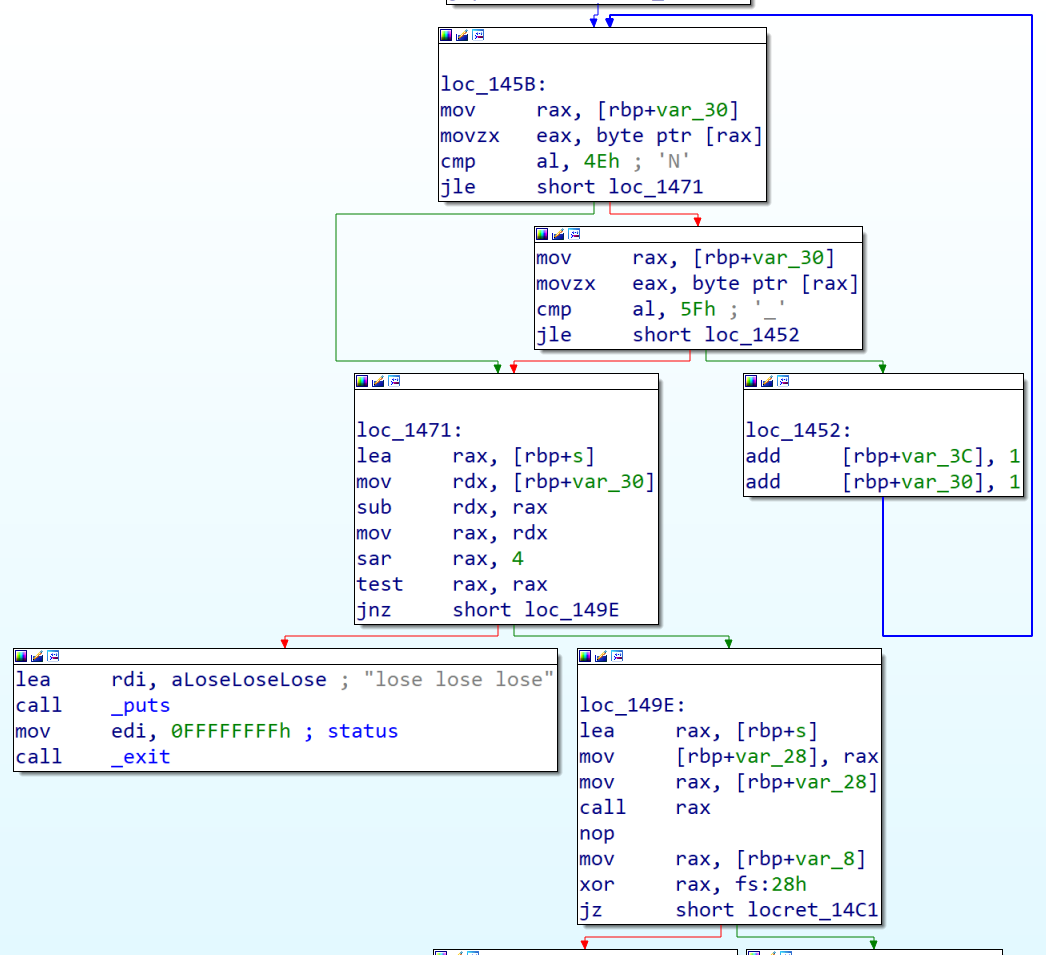 loc_145B:
mov rax, [rbp+var_30]
movzx eax, byte ptr [rax]
cmp al, 4Eh ; 'N'
jle short loc_1471
mov rax, [rbp+var_30]
movzx eax, byte ptr [rax]
cmp al, 5Fh ; '_'
jle short loc_1452
loc_1471:
lea rax, [rbp+s]
mov rdx, [rbp+var_30]
sub rdx, rax
mov rax, rdx
sar rax, 4
test rax, rax
jnz short loc_149E
loc_1452:
add [rbp+var_3C], 1
add [rbp+var_30], 1
lea rdi, aLoseLoseLose ; "lose lose lose"
call _puts
mov edi, 0FFFFFFFFh ; status
call _exit
loc_149E:
lea rax, [rbp+s]
mov [rbp+var_28], rax
mov rax, [rbp+var_28]
call rax
nop
mov rax, [rbp+var_8]
xor rax, fs:28h
jz short locret_14C1